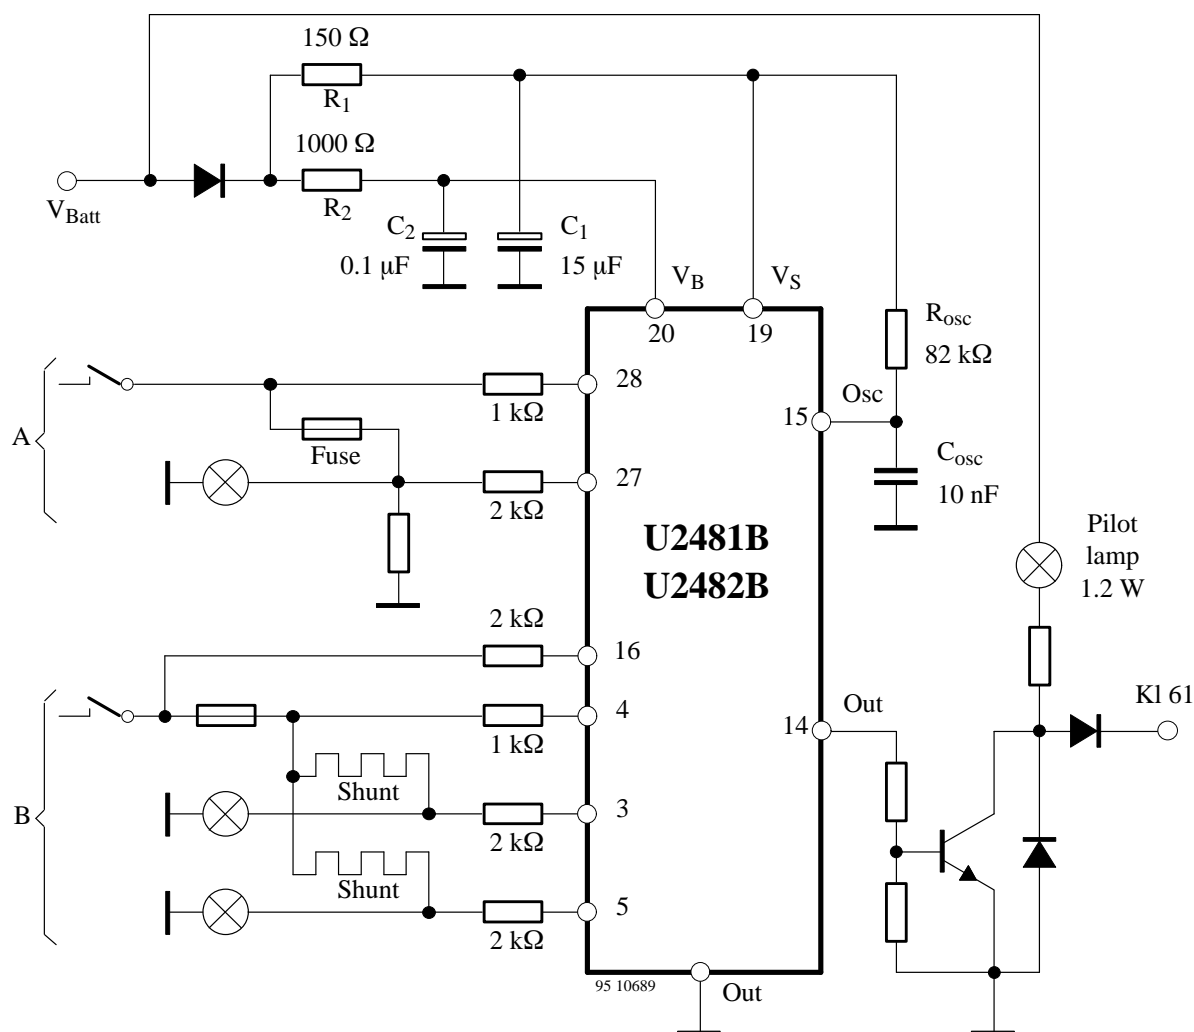 150 Ω
R1
1000 Ω
R2
VBatt
C2
0.1 µF
C1
15 µF
VB
VS
20
19
Rosc
82 kΩ
Osc
15
Cosc
10 nF
A
28
1 kΩ
Fuse
27
2 kΩ
U2481B
U2482B
Pilot
lamp
1.2 W
2 kΩ
16
4
1 kΩ
Out
14
Kl 61
B
Shunt
3
2 kΩ
Shunt
5
2 kΩ
95 10689
Out